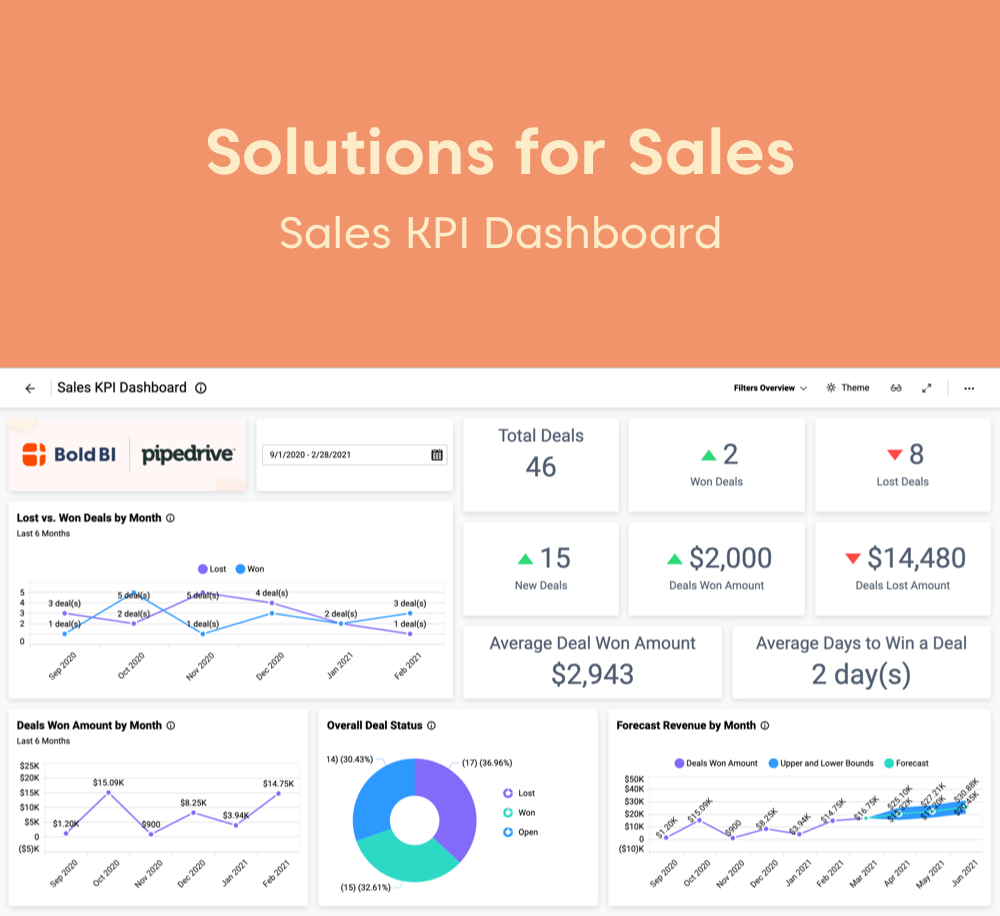 Solutions for Sales
Sales KPI Dashboard
Sales KPI Dashboard
Filters Overview
Theme
Bold BI
pipedrive
9/1/2020 - 2/28/2021
Total Deals
46
2
Won Deals
8
Lost Deals
15
New Deals
$2,000
Deals Won Amount
$14,480
Deals Lost Amount
Average Deal Won Amount
$2,943
Average Days to Win a Deal
2 day(s)
Lost vs. Won Deals by Month
Last 6 Months
Lost
Won
5
4
3
2
0
3 deal(s)
1 deal(s)
5 deal(s)
2 deal(s)
5 deal(s)
1 deal(s)
4 deal(s)
2 deal(s)
3 deal(s)
1 deal(s)
Sep 2020
Oct 2020
Nov 2020
Dec 2020
Jan 2021
Feb 2021
Deals Won Amount by Month
Last 6 Months
$25K
$20K
$15K
$10K
$5K
0
($5)K
$1.20K
$15.09K
$900
$8.25K
$3.94K
$14.75K
Sep 2020
Oct 2020
Nov 2020
Dec 2020
Jan 2021
Feb 2021
Overall Deal Status
14) (30.43%)
(17) (36.96%)
(15) (32.61%)
Lost
Won
Open
Forecast Revenue by Month
Deals Won Amount
Upper and Lower Bounds
Forecast
$50K
$40K
$30K
$20K
$10K
0
($10)K
$1.20K
$15.09K
$900
$8.25K
$3.94K
$14.75K
$16.75K
$25.10K
$27.21K
$30.88K
Sep 2020
Oct 2020
Nov 2020
Dec 2020
Jan 2021
Feb 2021
Mar 2021
Apr 2021
May 2021
Jun 2021